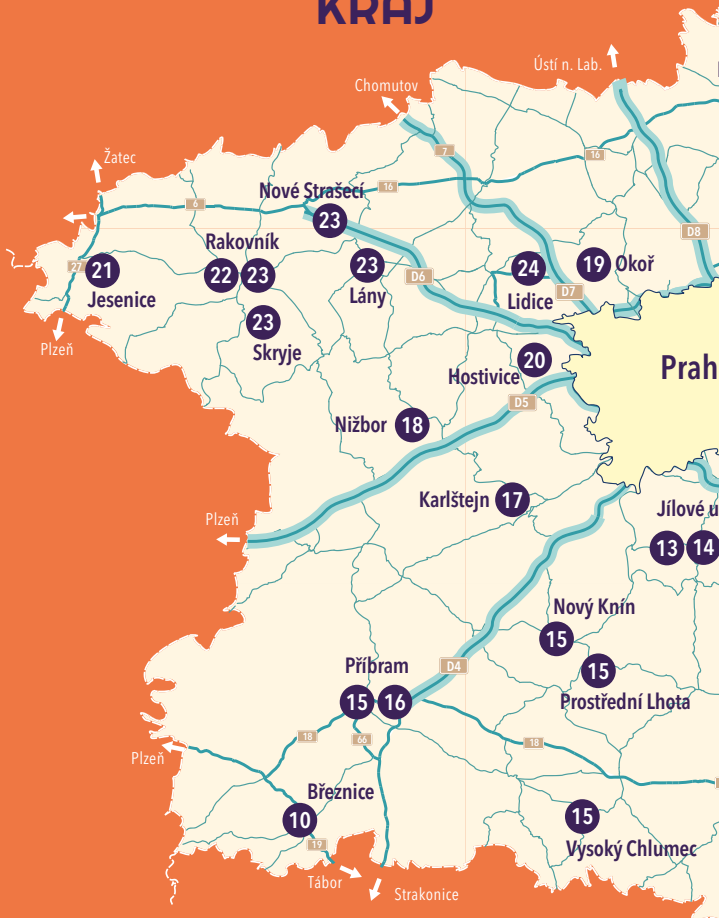 KRAJ
Ústí n. Lab.
Chomutov
7
16
Žatec
Nové Strašecí
16
6
23
D8
Rakovník
27
21
22
23
23
D6
24
19
Okoř
Jesenice
Lány
Lidice
D7
23
Skryje
Plzeň
20
Prah
Hostivice
D5
Nižbor
18
Karlštejn
17
Plzeň
Jílové u
13
14
Nový Knín
15
Příbram
D4
15
15
16
Prostřední Lhota
18
66
18
Plzeň
Březnice
10
15
19
Vysoký Chlumec
Tábor
Strakonice